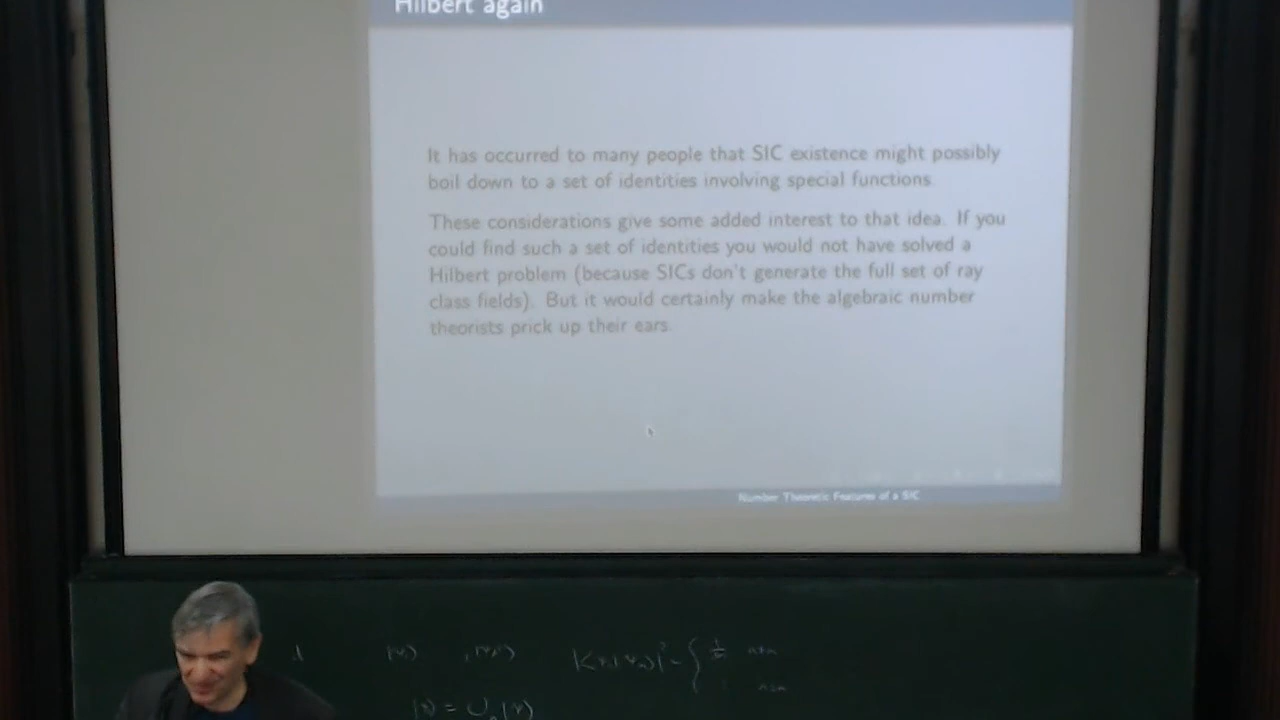 Hilbert again
It has occurred to many people that SIC existence might possibly
boil down to a set of identities involving special functions.
These considerations give some added interest to that idea. If you
could find such a set of identities you would not have solved a
Hilbert problem (because SICs don't generate the full set of ray
class fields). But it would certainly make the algebraic number
theorists prick up their ears.
Number Theoretic Features of a SIC